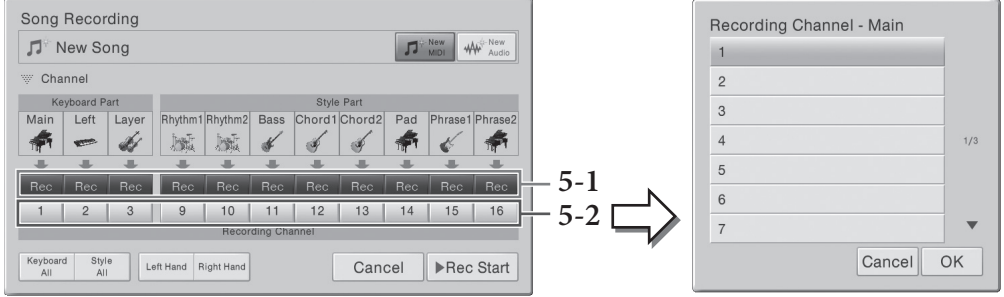 Song Recording
New Song
New MIDI
New Audio
Channel
Keyboard Part
Style Part
Main Left Layer Rhythm1 Rhythm2 Bass Chord1 Chord2 Pad Phrase1 Phrase2
Rec Rec Rec Rec Rec Rec Rec Rec Rec Rec Rec
5-1
1 2 3 9 10 11 12 13 14 15 16
5-2
Recording Channel
Keyboard All
Style All
Left Hand Right Hand
Cancel
▶Rec Start
Recording Channel - Main
1
2
3
4
1/3
5
6
7
▼
Cancel OK